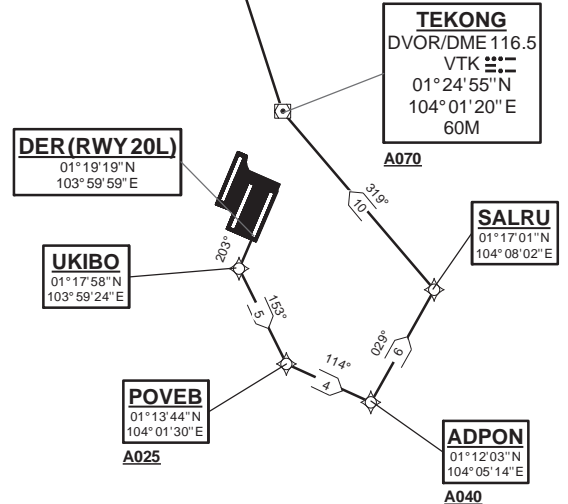 TEKONG
DVOR/DME 116.5
VTK
01°24'55"N
104°01'20"E
60M
A070
DER (RWY 20L)
01°19'19"N
103°59'59"E
319°
10
SALRU
01°17'01"N
104°08'02"E
203°
UKIBO
01°17'58"N
103°59'24"E
153°
5
029°
6
114°
4
POVEB
01°13'44"N
104°01'30"E
A025
ADPON
01°12'03"N
104°05'14"E
A040